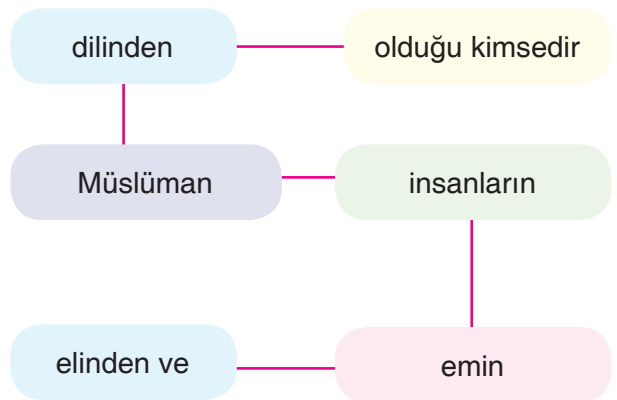 dilinden
olduğu kimsedir
Müslüman
insanların
elinden ve
emin